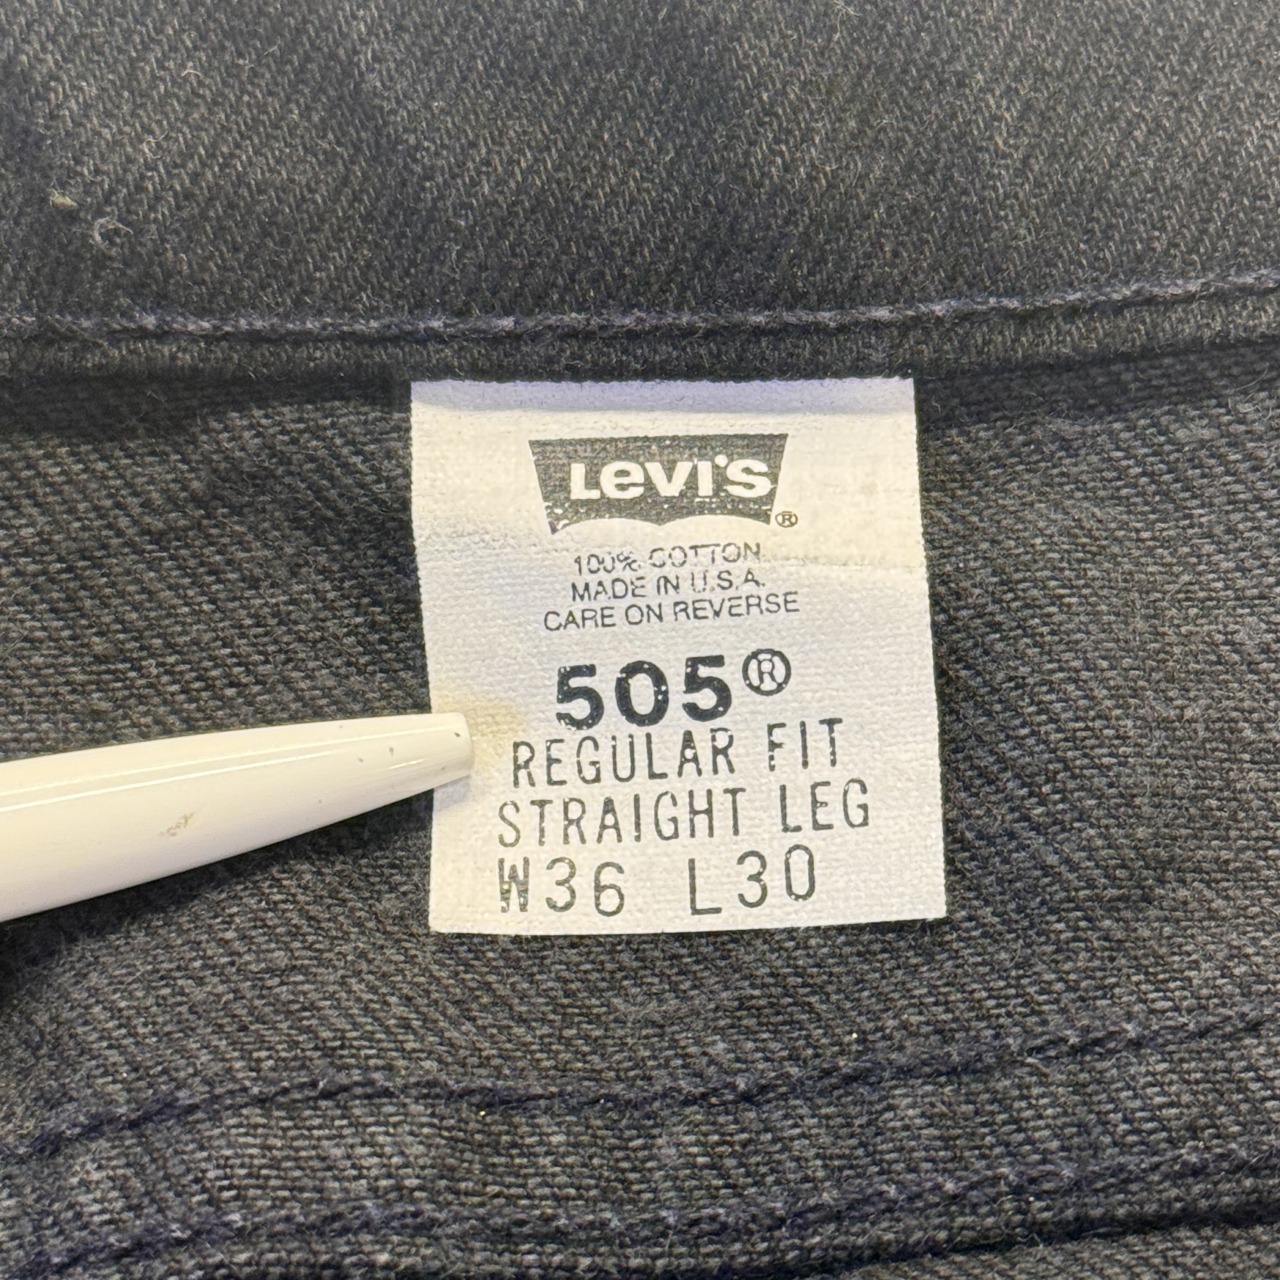 Levi's®
100% COTTON
MADE IN U.S.A.
CARE ON REVERSE
505®
REGULAR FIT
STRAIGHT LEG
W36 L30